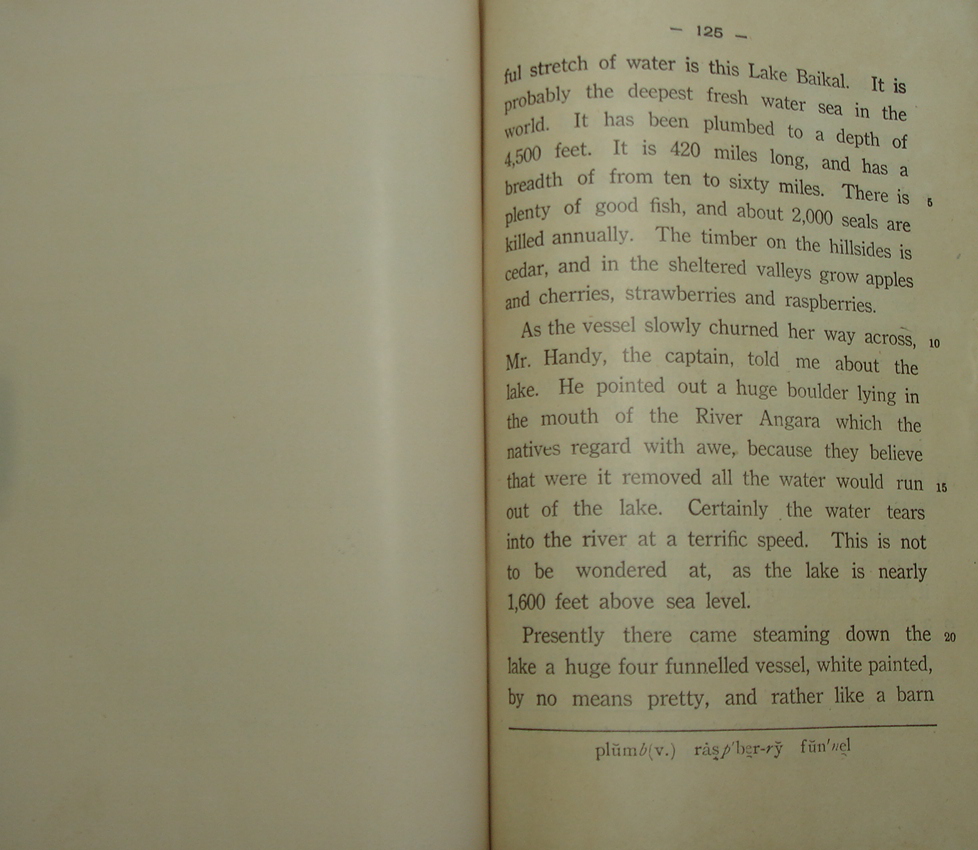 — 125 —
ful stretch of water is this Lake Baikal. It is
probably the deepest fresh water sea in the
world. It has been plumbed to a depth of
4,500 feet. It is 420 miles long, and has a
breadth of from ten to sixty miles. There is 5
plenty of good fish, and about 2,000 seals are
killed annually. The timber on the hillsides is
cedar, and in the sheltered valleys grow apples
and cherries, strawberries and raspberries.
As the vessel slowly churned her way across, 10
Mr. Handy, the captain, told me about the
lake. He pointed out a huge boulder lying in
the mouth of the River Angara which the
natives regard with awe, because they believe
that were it removed all the water would run 15
out of the lake. Certainly the water tears
into the river at a terrific speed. This is not
to be wondered at, as the lake is nearly
1,600 feet above sea level.
Presently there came steaming down the 20
lake a huge four funnelled vessel, white painted,
by no means pretty, and rather like a barn
plŭmb(v.) ràs̱p′be̱r-rў fŭn′ne̱l